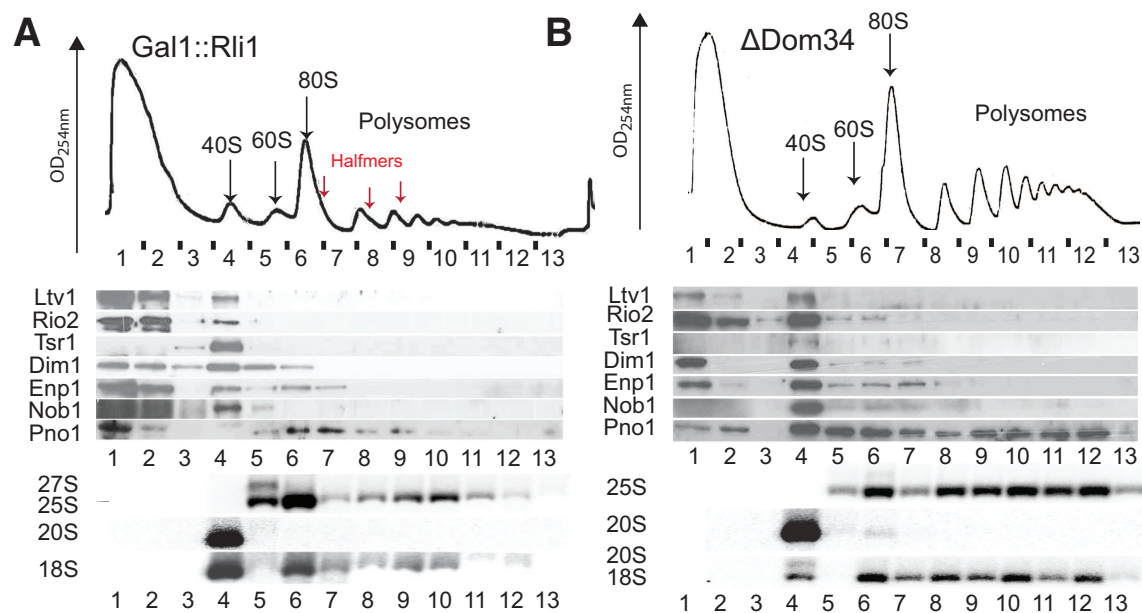 A
Gal1::Rli1
OD254nm
40S
60S
80S
Polysomes
Halfmers
1 2 3 4 5 6 7 8 9 10 11 12 13
Ltv1
Rio2
Tsr1
Dim1
Enp1
Nob1
Pno1
1 2 3 4 5 6 7 8 9 10 11 12 13
27S
25S
20S
18S
1 2 3 4 5 6 7 8 9 10 11 12 13
B
ΔDom34
OD254nm
40S
60S
80S
Polysomes
1 2 3 4 5 6 7 8 9 10 11 12 13
Ltv1
Rio2
Tsr1
Dim1
Enp1
Nob1
Pno1
1 2 3 4 5 6 7 8 9 10 11 12 13
25S
20S
20S
18S
1 2 3 4 5 6 7 8 9 10 11 12 13